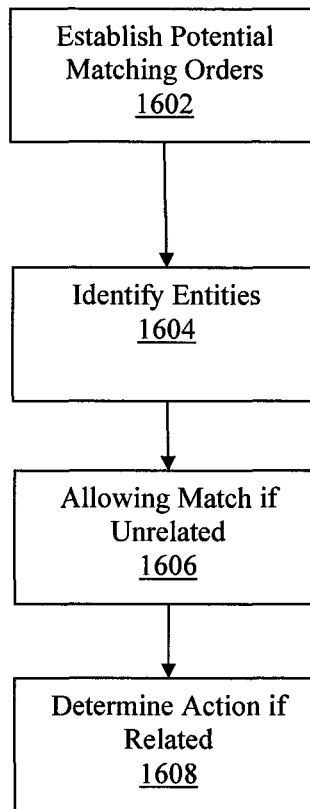 Establish Potential
Matching Orders
1602
Identify Entities
1604
Allowing Match if
Unrelated
1606
Determine Action if
Related
1608